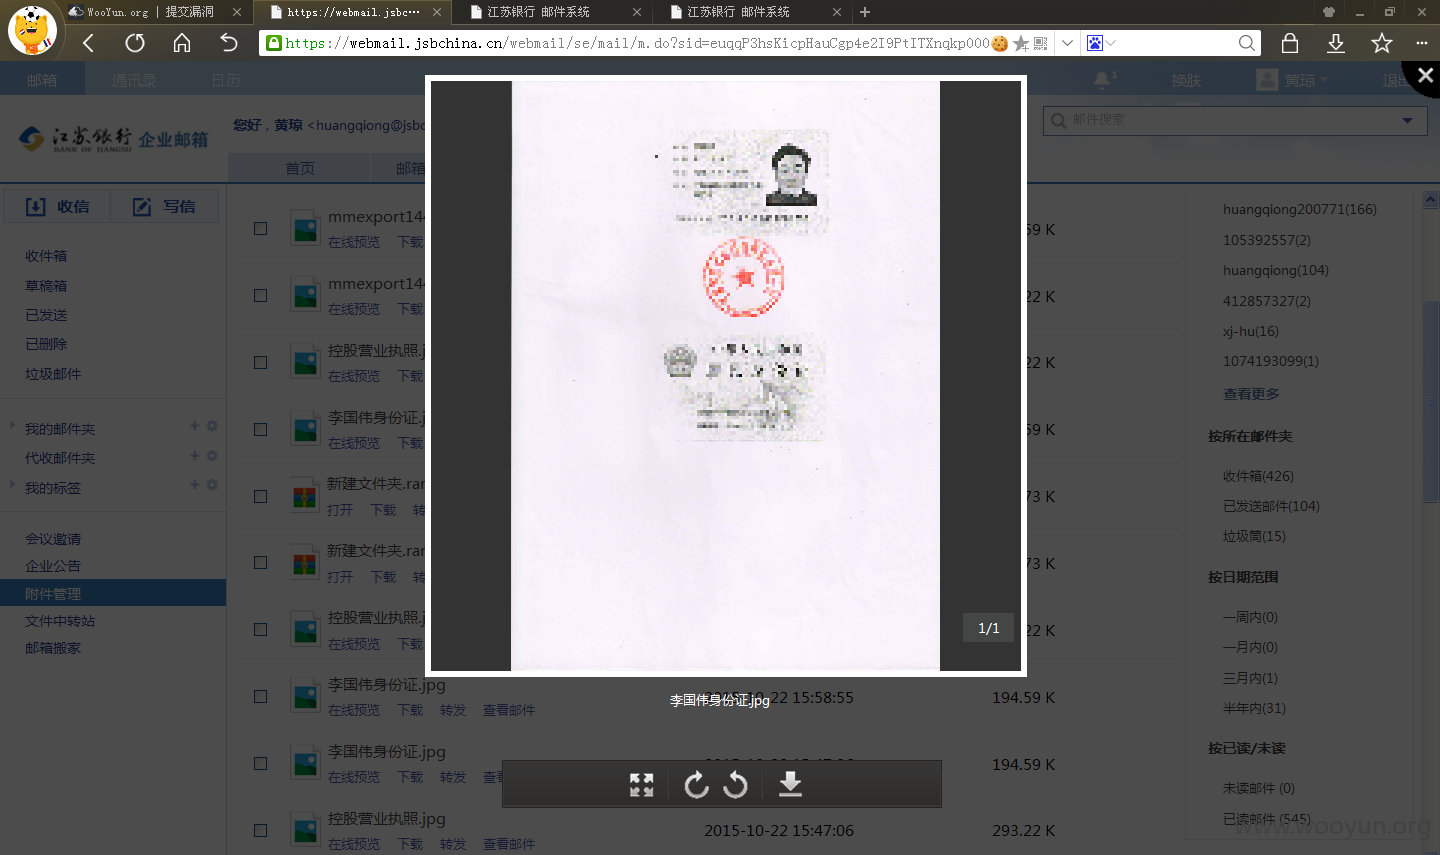 WooYun.org | 提交漏洞
https://webmail.jsbc···
江苏银行 邮件系统
江苏银行 邮件系统
https://webmail.jsbchina.cn/webmail/se/mail/m.do?sid=euqqP3hsKicpHauCgp4e2I9PtITXnqkp000
邮箱
通讯录
日历
1
换肤
黄琼
江苏银行 企业邮箱
BANK OF JIANGSU
您好，黄琼 <huangqiong@jsbc
邮件搜索
首页
邮箱
收信
写信
收件箱
草稿箱
已发送
已删除
垃圾邮件
我的邮件夹
代收邮件夹
我的标签
会议邀请
企业公告
附件管理
文件中转站
邮箱搬家
mmexport144
在线预览 下载
59 K
mmexport144
在线预览 下载
22 K
控股营业执照.j
在线预览 下载
22 K
李国伟身份证.j
在线预览 下载
59 K
新建文件夹.rar
打开 下载 转
73 K
新建文件夹.rar
打开 下载 转
73 K
控股营业执照.j
在线预览 下载
22 K
李国伟身份证.jpg
在线预览 下载 转发 查看邮件
2015-10-22 15:58:55
194.59 K
李国伟身份证.jpg
在线预览 下载 转发
194.59 K
控股营业执照.jpg
在线预览 下载 转发 查看邮件
2015-10-22 15:47:06
293.22 K
1/1
李国伟身份证.jpg
huangqiong200771(166)
105392557(2)
huangqiong(104)
412857327(2)
xj-hu(16)
1074193099(1)
查看更多
按所在邮件夹
收件箱(426)
已发送邮件(104)
垃圾筒(15)
按日期范围
一周内(0)
一月内(0)
三月内(1)
半年内(31)
按已读/未读
未读邮件 (0)
已读邮件 (545)
www.wooyun.org